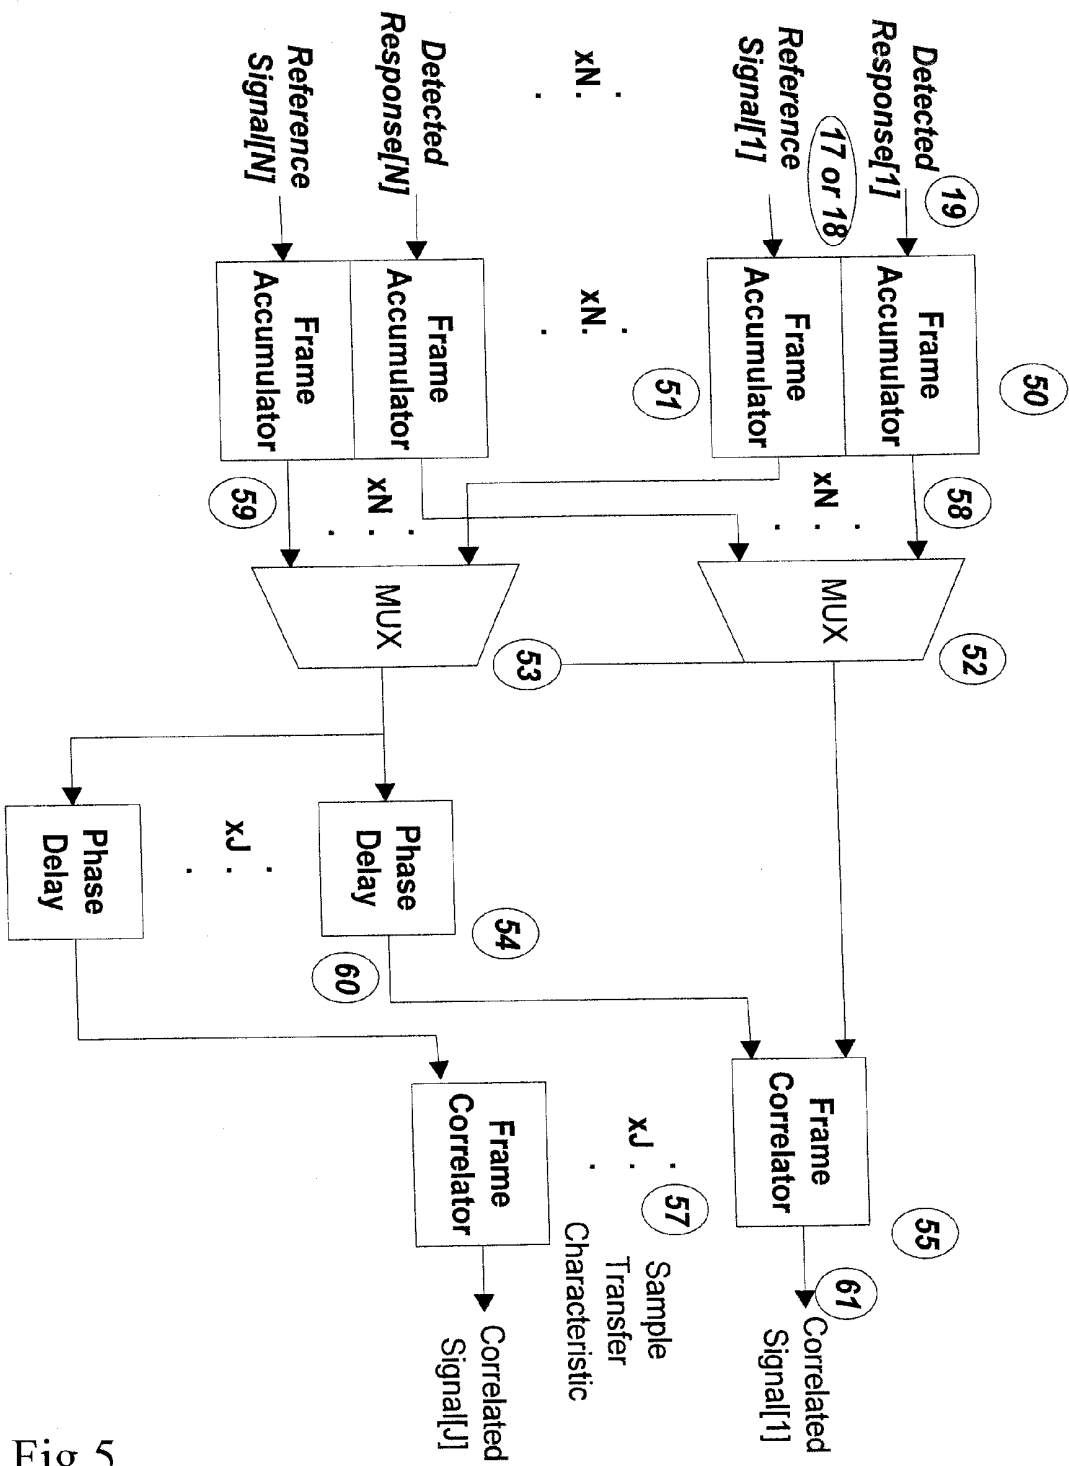 Detected
Response[1]
19
Reference
Signal[1]
17 or 18
xN
Detected
Response[N]
Reference
Signal[N]
Frame
Accumulator
50
Frame
Accumulator
51
xN
Frame
Accumulator
Frame
Accumulator
58
xN
xN
59
MUX
52
MUX
53
Phase
Delay
54
60
xJ
Phase
Delay
Frame
Correlator
55
61
Correlated
Signal[1]
xJ
57
Sample
Transfer
Characteristic
Frame
Correlator
Correlated
Signal[J]
Fig 5